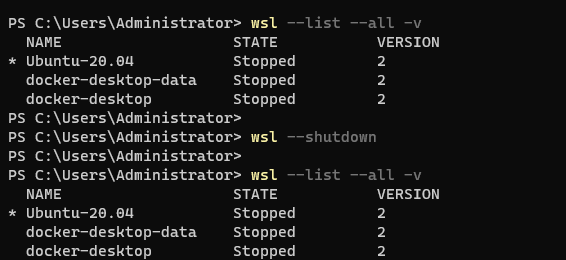 PS C:\Users\Administrator> wsl --list --all -v
  NAME                   STATE           VERSION
* Ubuntu-20.04           Stopped         2
  docker-desktop-data    Stopped         2
  docker-desktop         Stopped         2
PS C:\Users\Administrator>
PS C:\Users\Administrator> wsl --shutdown
PS C:\Users\Administrator>
PS C:\Users\Administrator> wsl --list --all -v
  NAME                   STATE           VERSION
* Ubuntu-20.04           Stopped         2
  docker-desktop-data    Stopped         2
  docker-desktop         Stopped         2